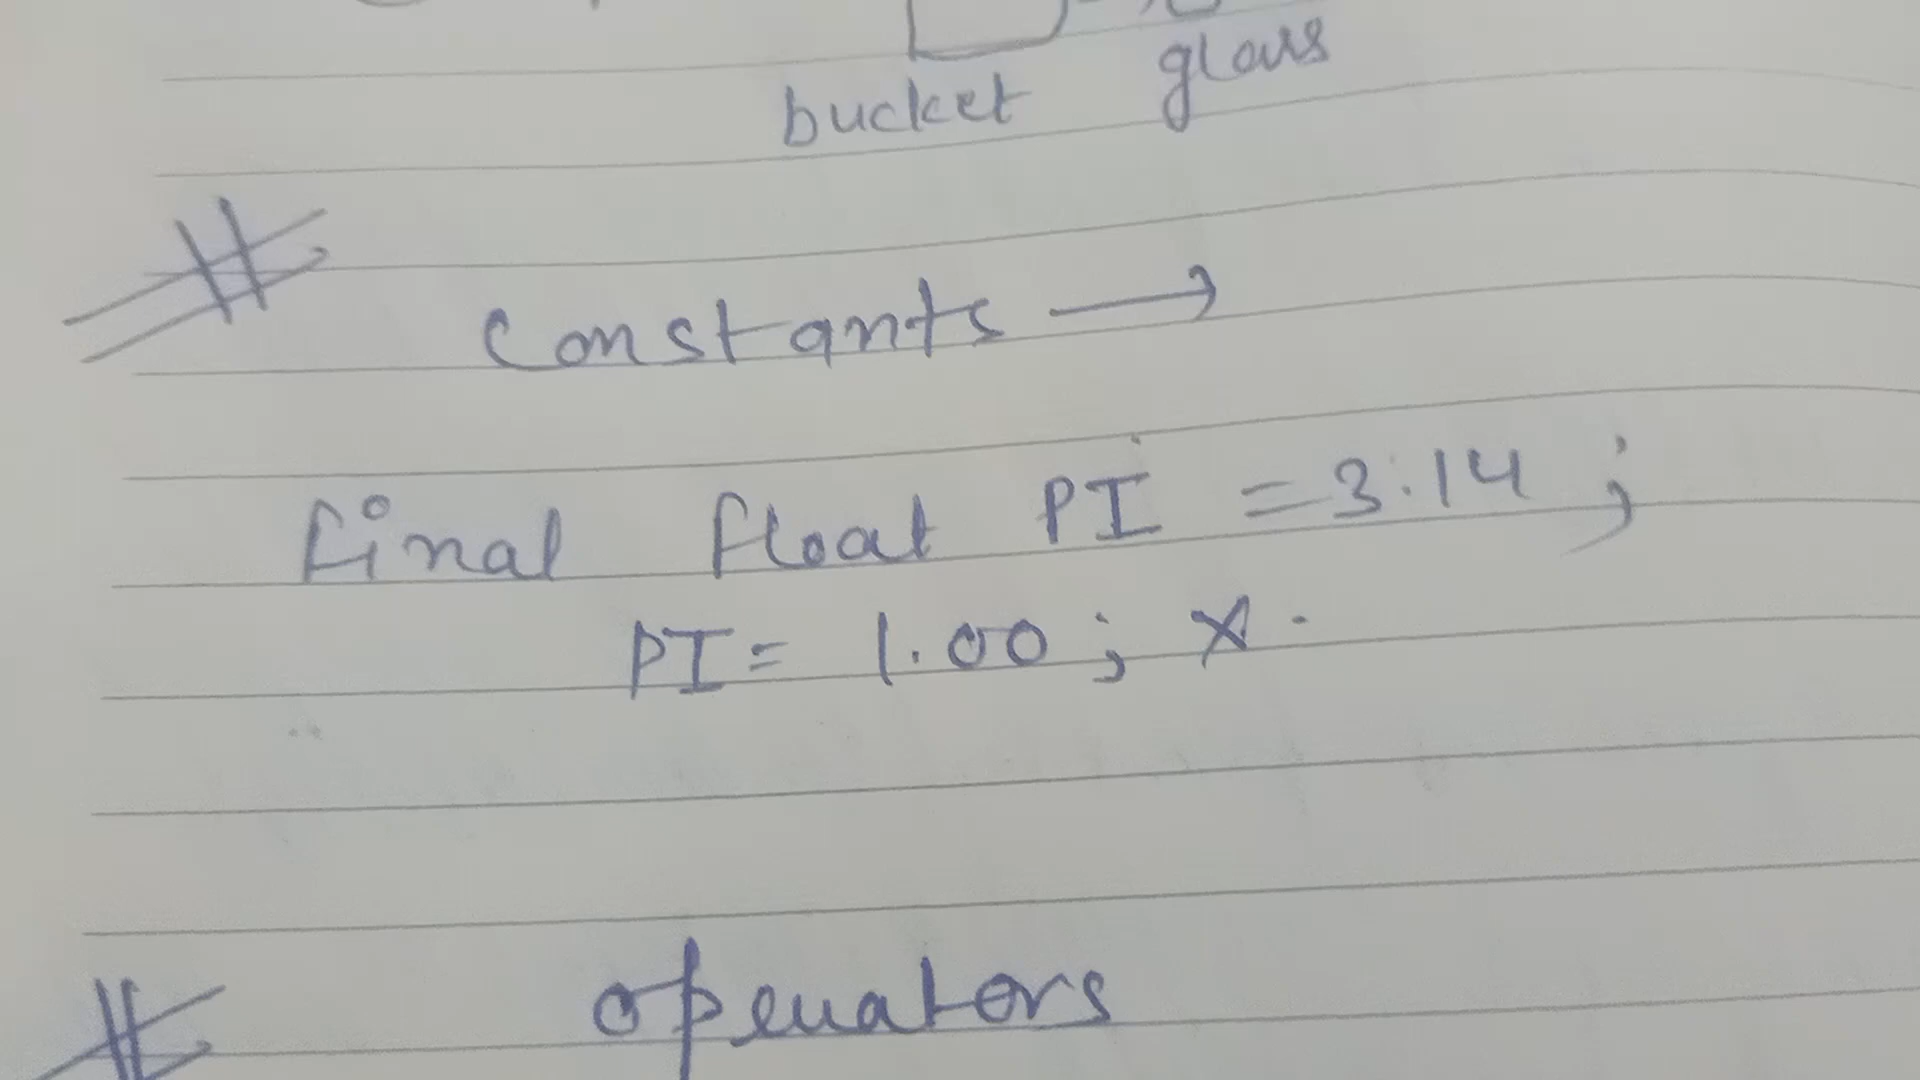 bucket glass
# Constants →
final float PI = 3.14 ;
PI = 1.00 ; x .
# operators